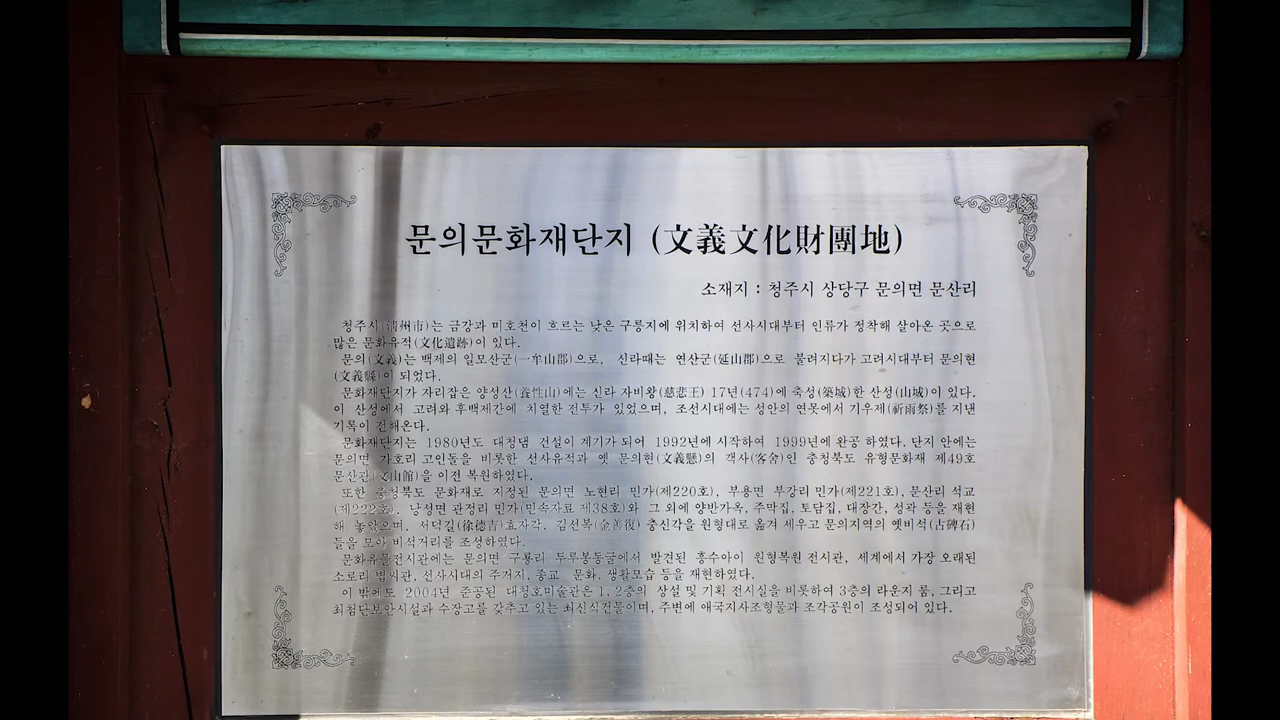 문의문화재단지 (文義文化財團地)
소재지 : 청주시 상당구 문의면 문산리
청주시(淸州市)는 금강과 미호천이 흐르는 낮은 구릉지에 위치하여 선사시대부터 인류가 정착해 살아온 곳으로
많은 문화유적(文化遺跡)이 있다.
문의(文義)는 백제의 일모산군(一牟山郡)으로, 신라때는 연산군(延山郡)으로 불려지다가 고려시대부터 문의현
(文義縣)이 되었다.
문화재단지가 자리잡은 양성산(養性山)에는 신라 자비왕(慈悲王) 17년(474)에 축성(築城)한 산성(山城)이 있다.
이 산성에서 고려와 후백제간에 치열한 전투가 있었으며, 조선시대에는 성안의 연못에서 기우제(祈雨祭)를 지낸
기록이 전해온다.
문화재단지는 1980년도 대청댐 건설이 계기가 되어 1992년에 시작하여 1999년에 완공 하였다. 단지 안에는
문의면 가호리 고인돌을 비롯한 선사유적과 옛 문의현(文義懸)의 객사(客舍)인 충청북도 유형문화재 제49호
문산관(文山館)을 이전 복원하였다.
또한 충청북도 문화재로 지정된 문의면 노현리 민가(제220호), 부용면 부강리 민가(제221호), 문산리 석교
(제222호), 낭성면 관정리 민가(민속자료 제38호)와 그 외에 양반가옥, 주막집, 토담집, 대장간, 성곽 등을 재현
해 놓았으며, 서덕길(徐德吉)효자각, 김선복(金善復) 충신각을 원형대로 옮겨 세우고 문의지역의 옛비석(古碑石)
들을 모아 비석거리를 조성하였다.
문화유물전시관에는 문의면 구룡리 두루봉동굴에서 발견된 흥수아이 원형복원 전시관, 세계에서 가장 오래된
소로리 볍씨관, 선사시대의 주거지, 종교 문화, 생활모습 등을 재현하였다.
이 밖에도 2004년 준공된 대청호미술관은 1, 2층의 상설 및 기획 전시실을 비롯하여 3층의 라운지 룸, 그리고
최첨단보안시설과 수장고를 갖추고 있는 최신식건물이며, 주변에 애국지사조형물과 조각공원이 조성되어 있다.